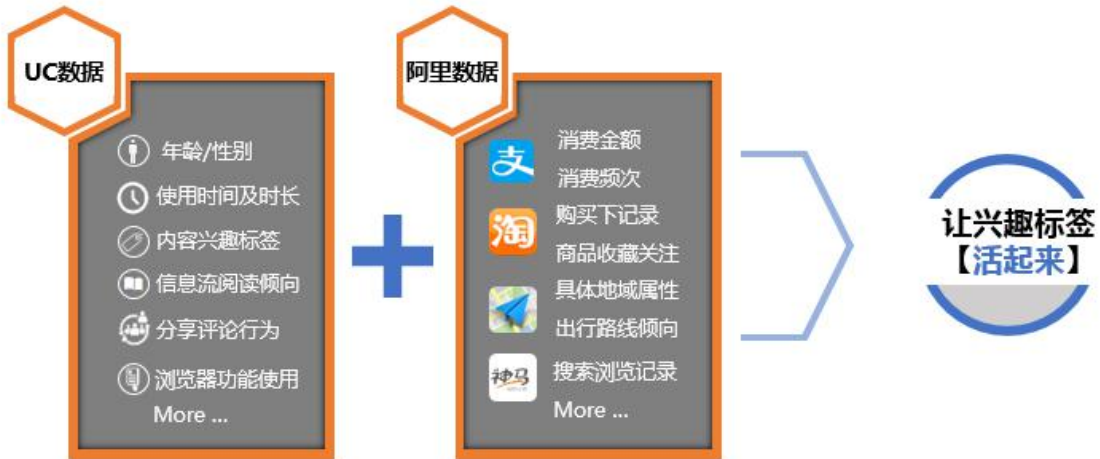 UC数据
年龄/性别
使用时间及时长
内容兴趣标签
信息流阅读倾向
分享评论行为
浏览器功能使用
More ...
阿里数据
支
消费金额
消费频次
淘
购买下记录
商品收藏关注
具体地域属性
出行路线倾向
神马
搜索浏览记录
More ...
让兴趣标签
【活起来】